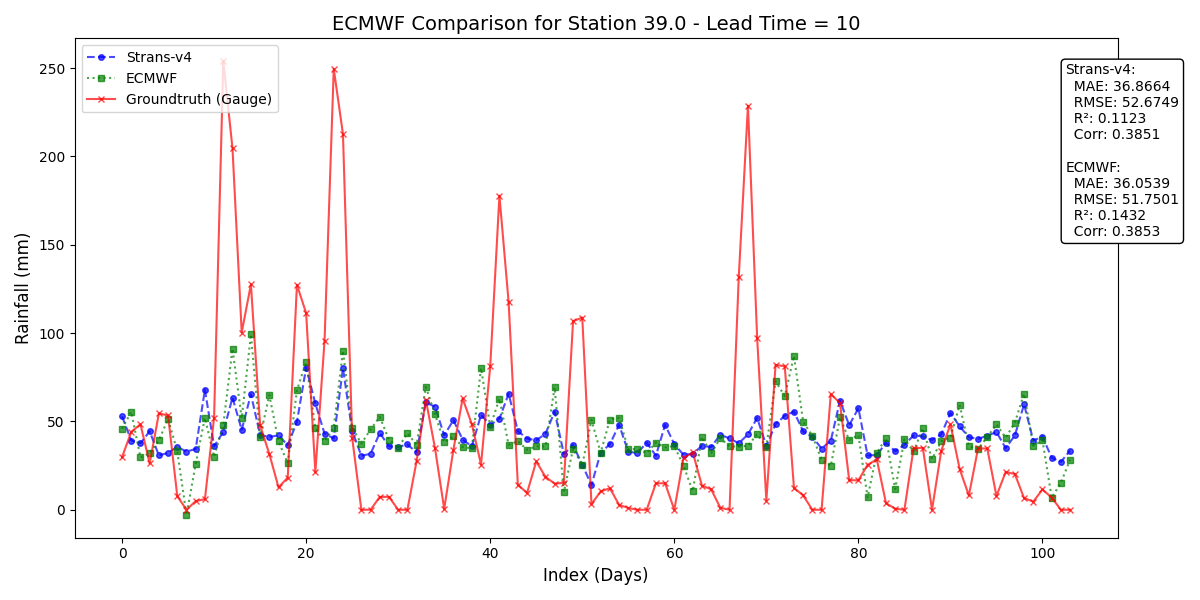 ECMWF Comparison for Station 39.0 - Lead Time = 10
Strans-v4
ECMWF
Groundtruth (Gauge)
Strans-v4:
MAE: 36.8664
RMSE: 52.6749
R²: 0.1123
Corr: 0.3851
ECMWF:
MAE: 36.0539
RMSE: 51.7501
R²: 0.1432
Corr: 0.3853
Rainfall (mm)
250
200
150
100
50
0
0 20 40 60 80 100
Index (Days)